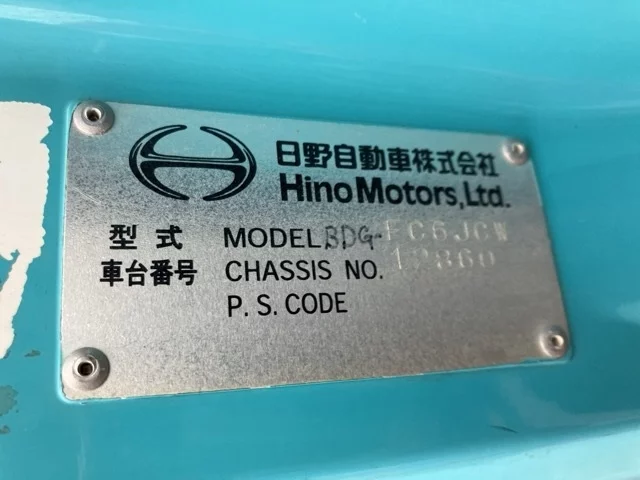 日野自動車株式会社
Hino Motors, Ltd.
型式 MODEL BDG-FC6JCW
車台番号 CHASSIS NO. 12860
P.S.CODE